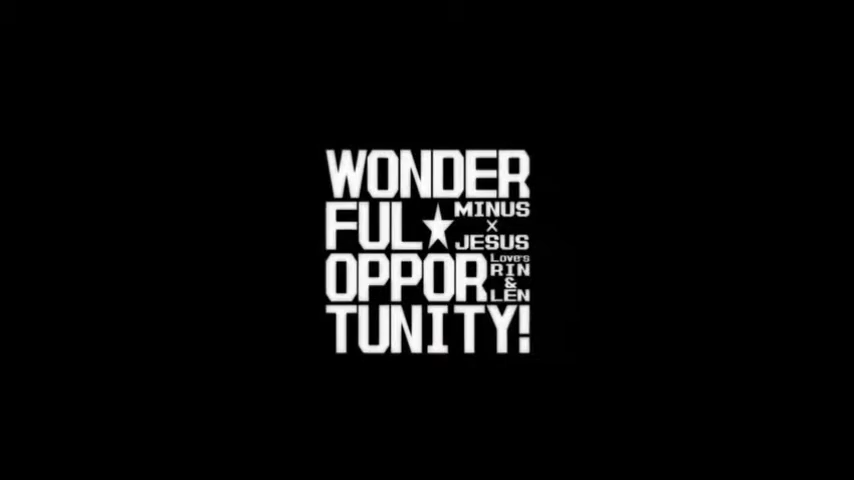 WONDER
FUL★MINUS
×
JESUS
OPPOR
Love's
RIN
&
LEN
TUNITY!